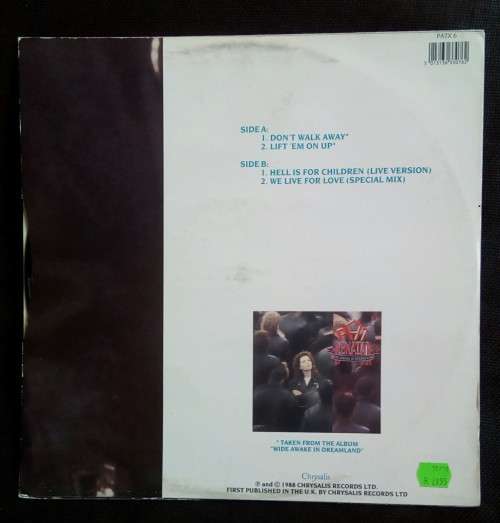 PATX 6
SIDE A:
1. DON'T WALK AWAY*
2. LIFT 'EM ON UP*
SIDE B:
1. HELL IS FOR CHILDREN (LIVE VERSION)
2. WE LIVE FOR LOVE (SPECIAL MIX)
BENATAR
* TAKEN FROM THE ALBUM
"WIDE AWAKE IN DREAMLAND"
Chrysalis
℗ and © 1988 CHRYSALIS RECORDS LTD.
FIRST PUBLISHED IN THE U.K. BY CHRYSALIS RECORDS LTD